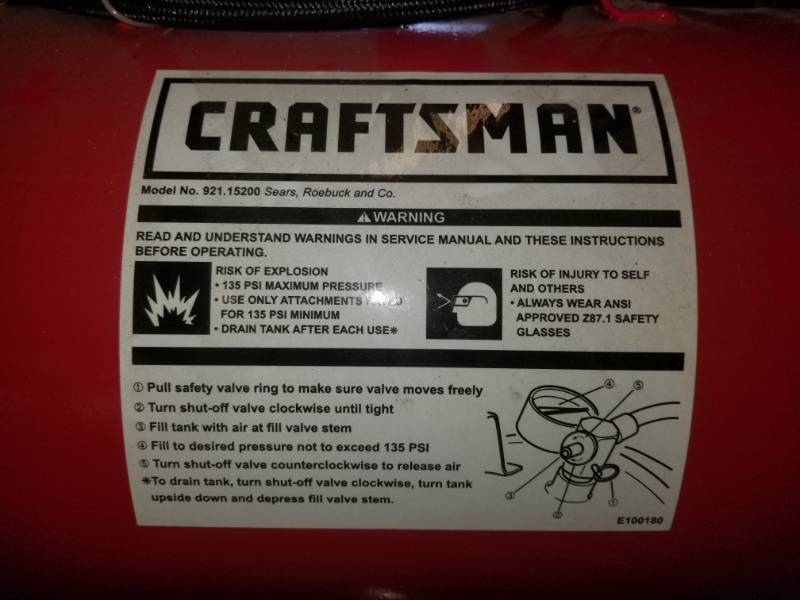 CRAFTSMAN®
Model No. 921.15200 Sears, Roebuck and Co.
⚠WARNING
READ AND UNDERSTAND WARNINGS IN SERVICE MANUAL AND THESE INSTRUCTIONS
BEFORE OPERATING.
RISK OF EXPLOSION
• 135 PSI MAXIMUM PRESSURE
• USE ONLY ATTACHMENTS RATED
FOR 135 PSI MINIMUM
• DRAIN TANK AFTER EACH USE✳
RISK OF INJURY TO SELF
AND OTHERS
• ALWAYS WEAR ANSI
APPROVED Z87.1 SAFETY
GLASSES
① Pull safety valve ring to make sure valve moves freely
② Turn shut-off valve clockwise until tight
③ Fill tank with air at fill valve stem
④ Fill to desired pressure not to exceed 135 PSI
⑤ Turn shut-off valve counterclockwise to release air
✳To drain tank, turn shut-off valve clockwise, turn tank
upside down and depress fill valve stem.
④ ⑤
③
②
①
E100180